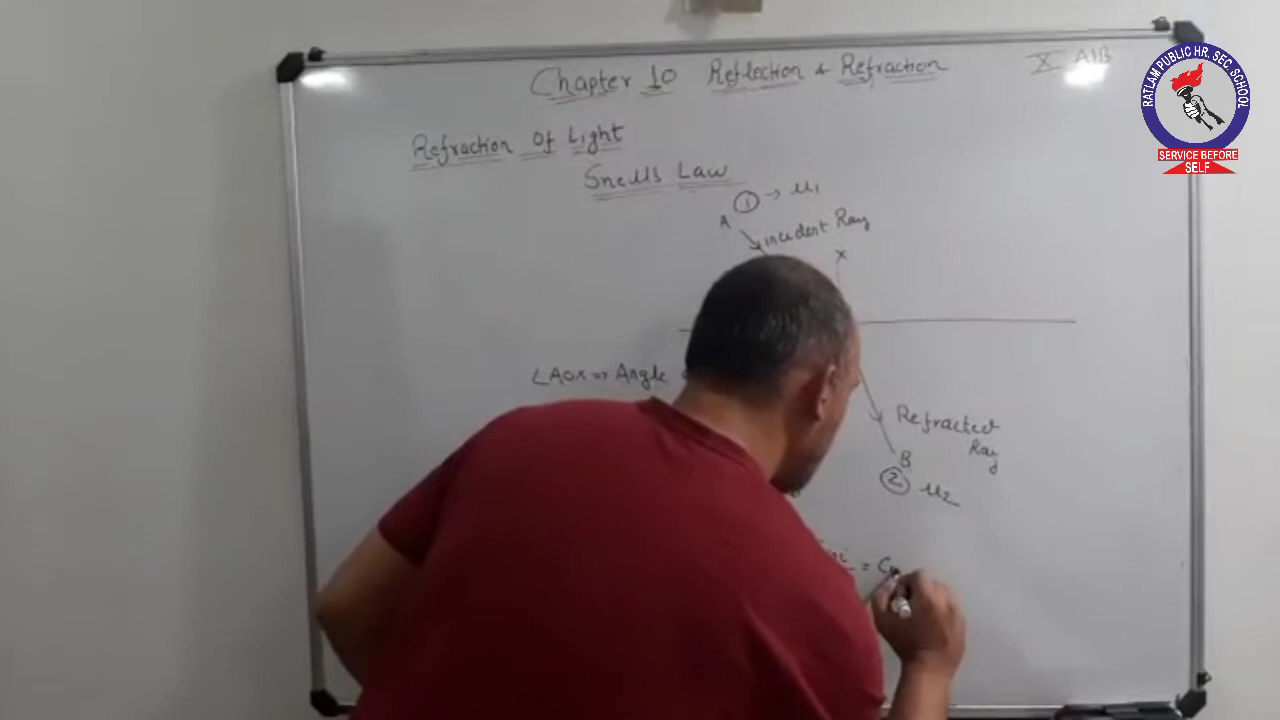 Chapter 10 Reflection & Refraction
X A/B
Refraction Of Light
Snells Law
① → μ₁
A
incident Ray
X
∠AOX => Angle
Refracted
Ray
B
② μ₂
= C
RATLAM PUBLIC HR. SEC. SCHOOL
SERVICE BEFORE
SELF